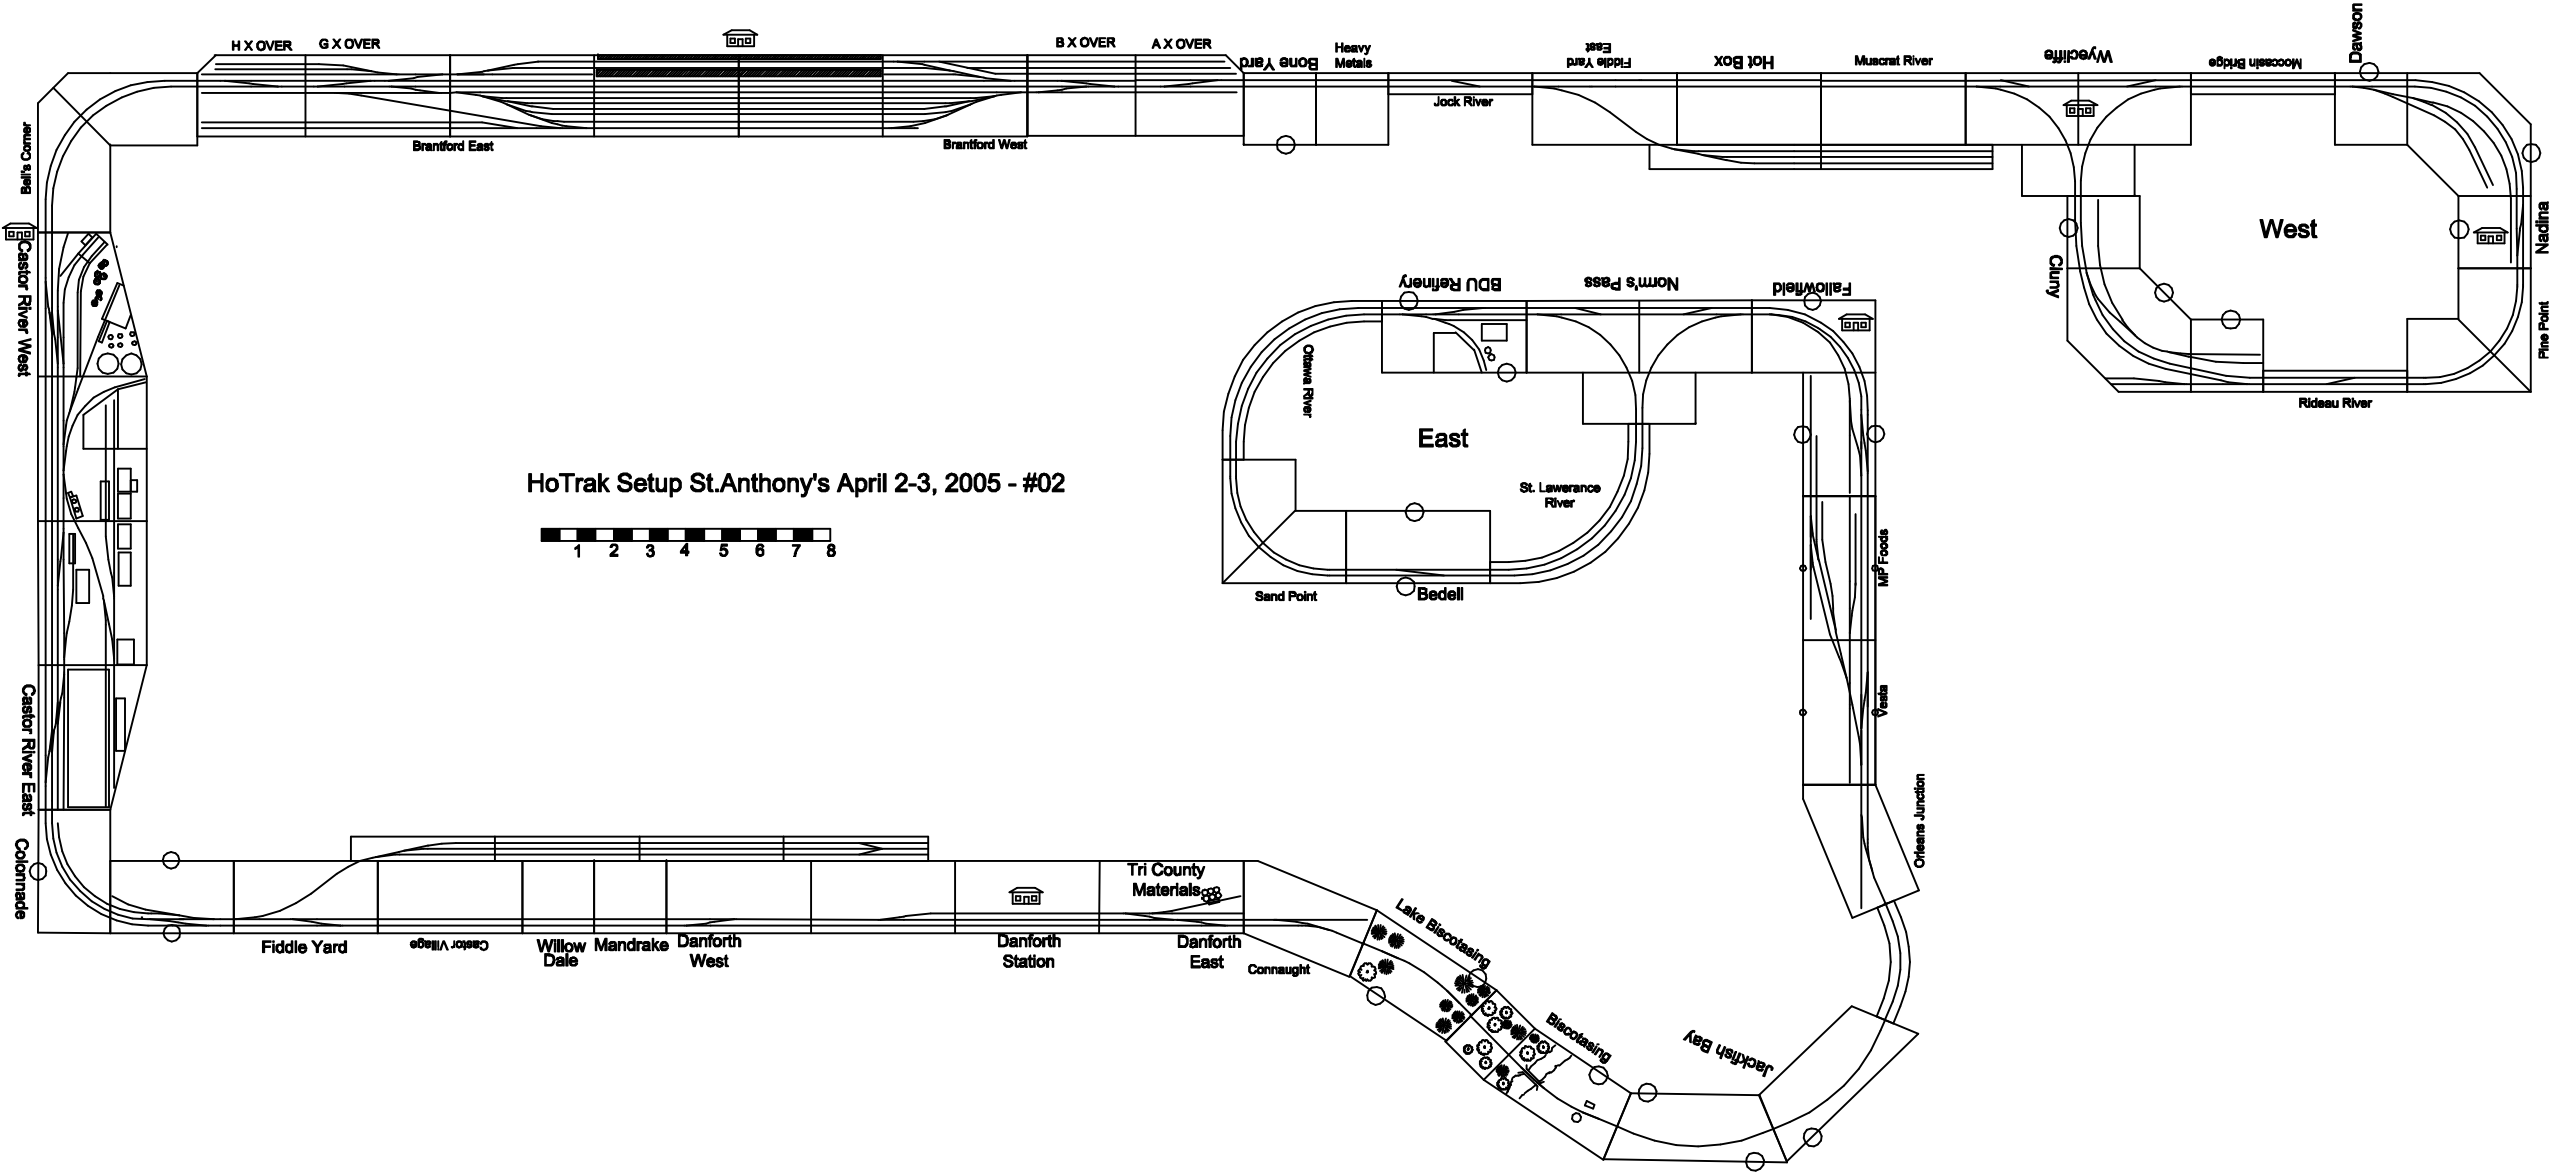 H X OVER
G X OVER
B X OVER
A X OVER
Bone Yard
Heavy
Metals
Jock River
Fiddle Yard
East
Hot Box
Muscrat River
Wyecliffe
Moccasin Bridge
Dawson
Brantford East
Brantford West
Bell's Corner
Castor River West
West
Nadina
Cluny
Pine Point
Rideau River
BDU Refinery
Norm's Pass
Fallowfield
Ottawa River
East
St. Lawerance
River
Sand Point
Bedell
HoTrak Setup St.Anthony's April 2-3, 2005 - #02
1 2 3 4 5 6 7 8
MP Foods
Vesta
Orleans Junction
Castor River East
Colonnade
Fiddle Yard
Castor Village
Willow
Dale
Mandrake
Danforth
West
Danforth
Station
Tri County
Materials
Danforth
East
Connaught
Lake Biscotasing
Biscotasing
Jackfish Bay